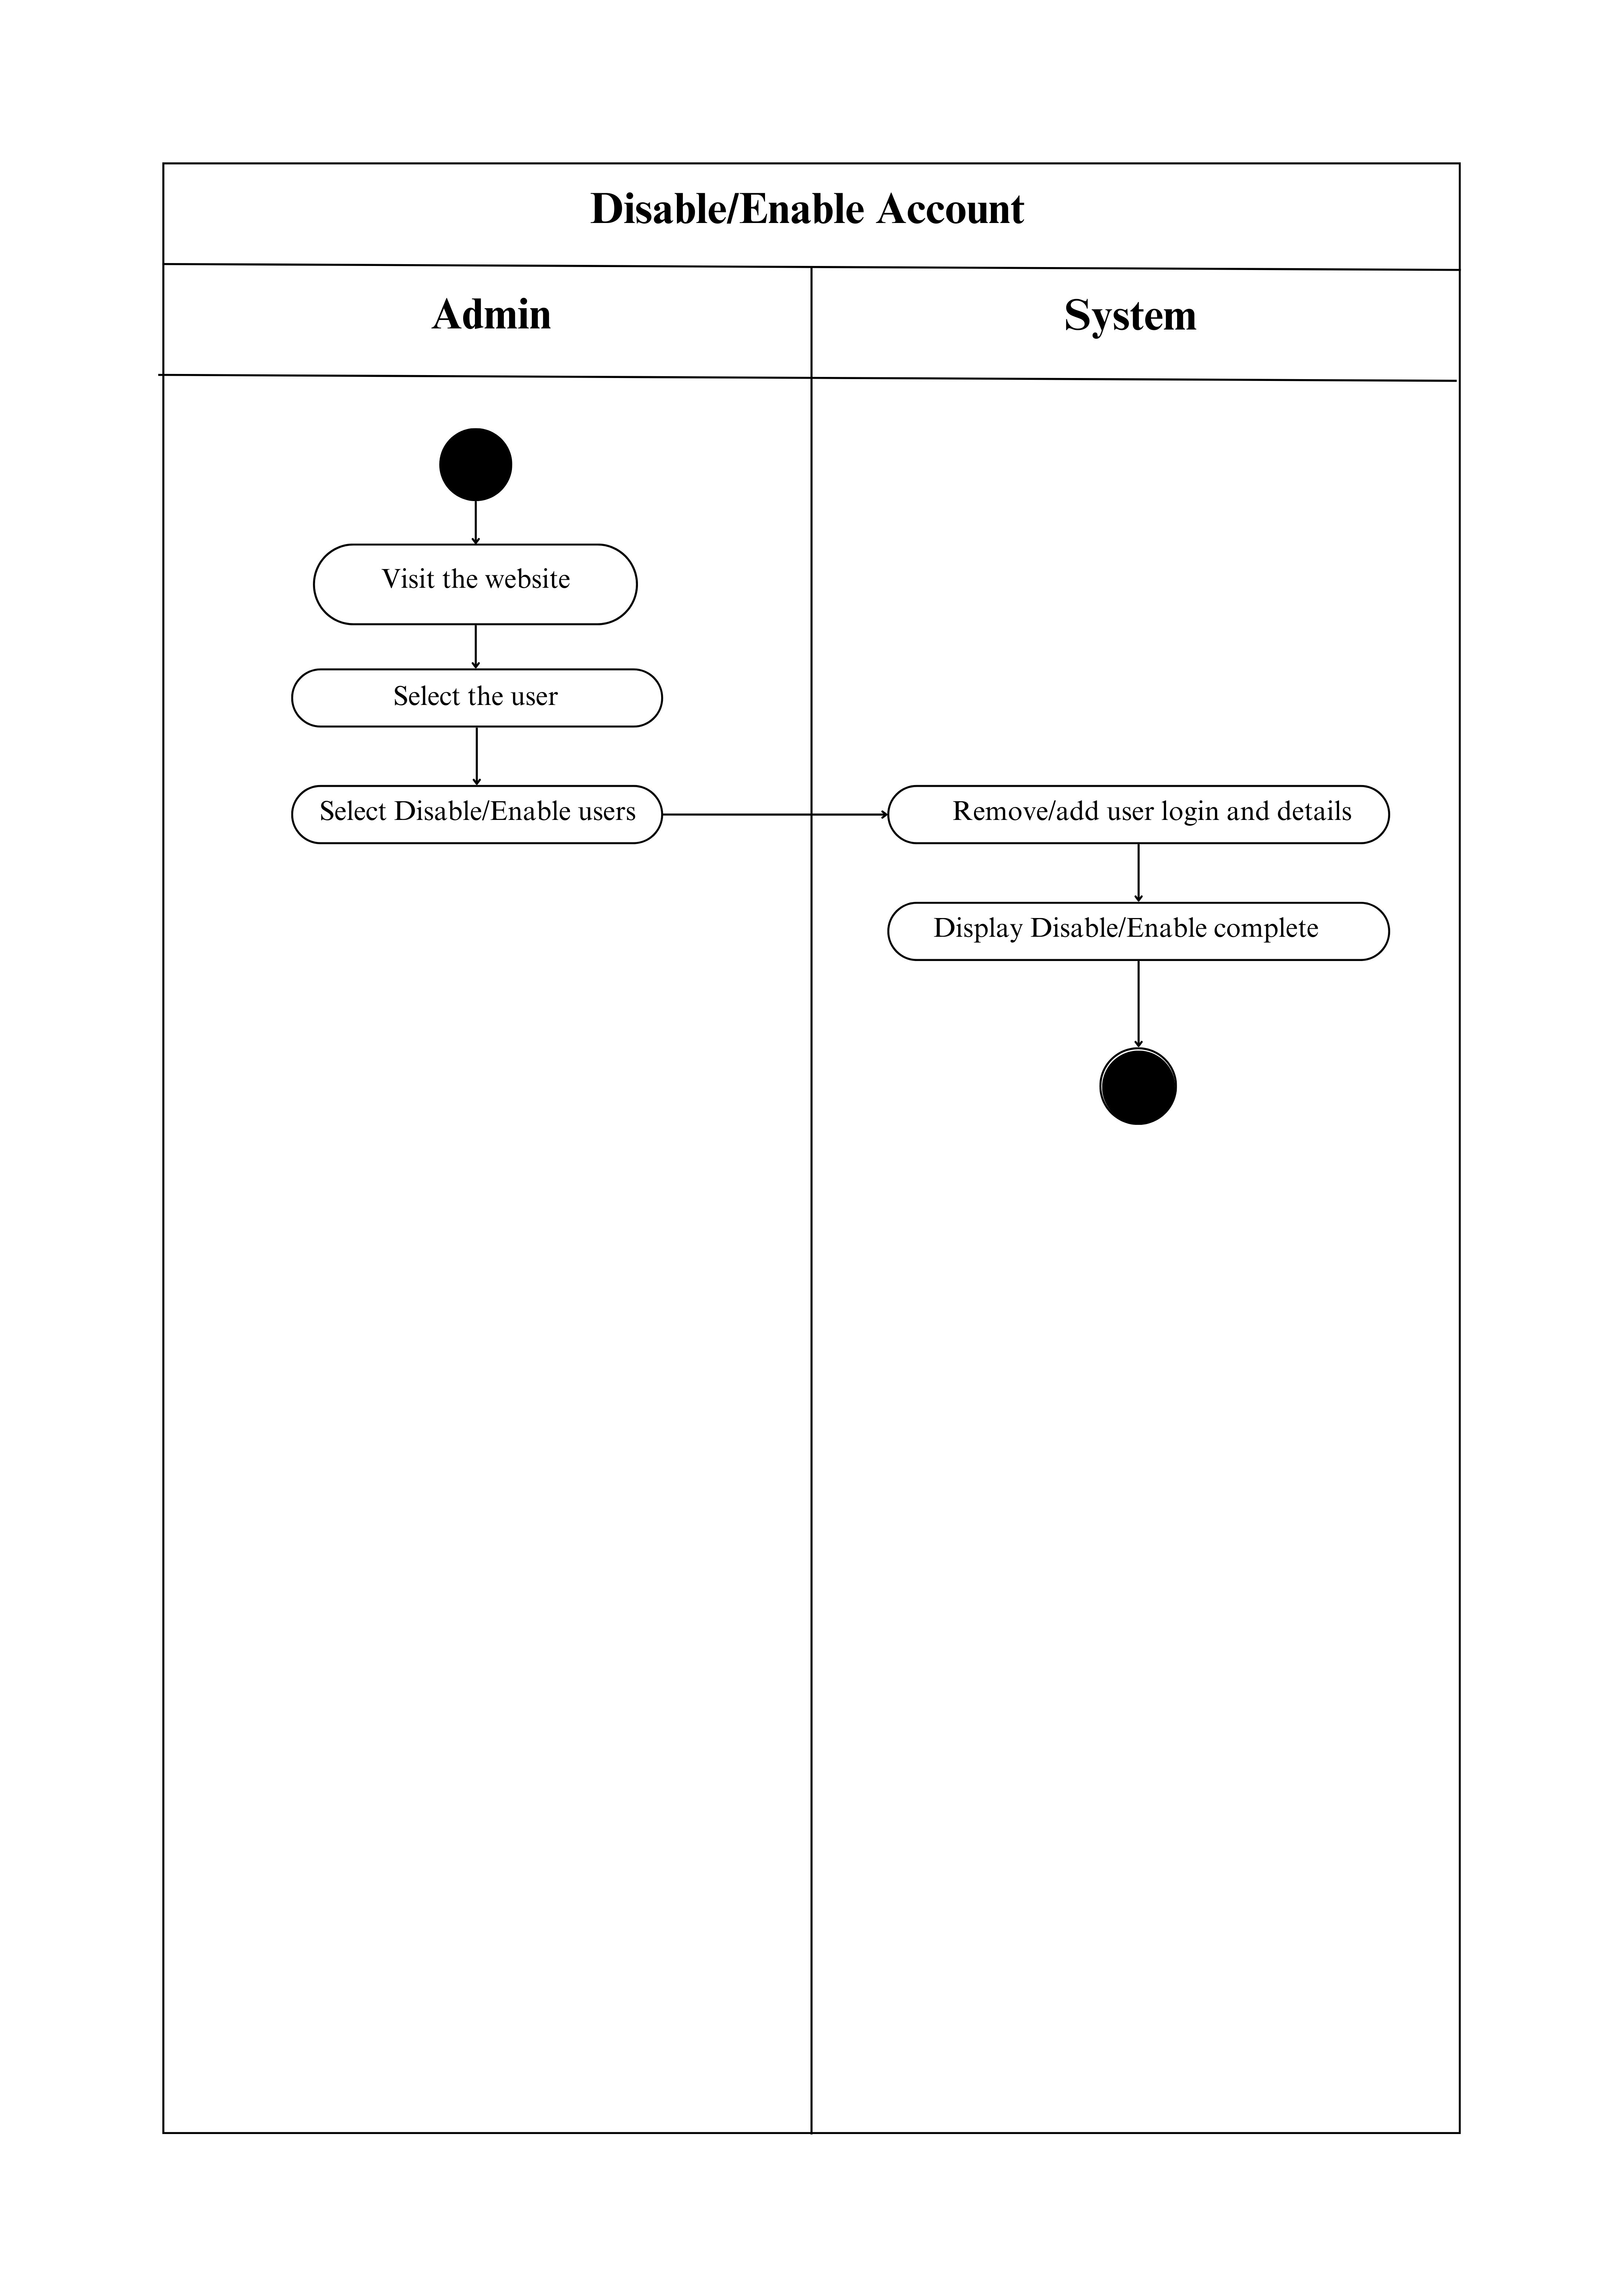 Disable/Enable Account
Admin
System
Visit the website
Select the user
Select Disable/Enable users
Remove/add user login and details
Display Disable/Enable complete